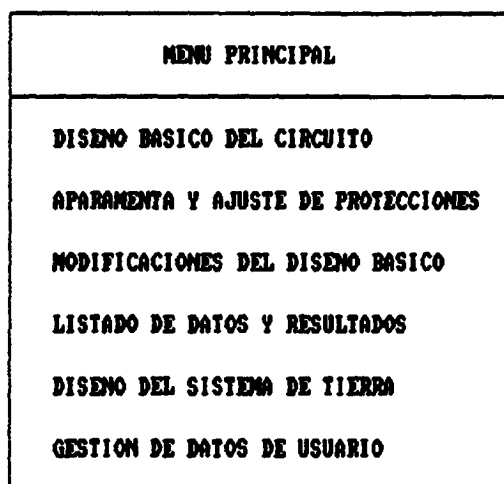 MENU PRINCIPAL
DISENO BASICO DEL CIRCUITO
APARAMENTA Y AJUSTE DE PROTECCIONES
MODIFICACIONES DEL DISENO BASICO
LISTADO DE DATOS Y RESULTADOS
DISENO DEL SISTEMA DE TIERRA
GESTION DE DATOS DE USUARIO